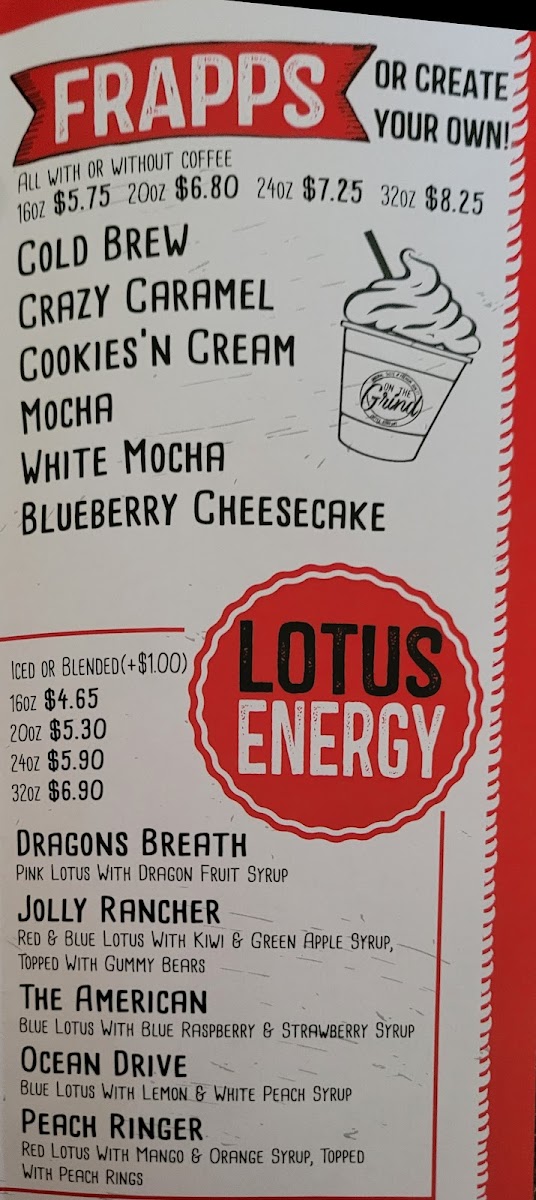 FRAPPS
OR CREATE
YOUR OWN!
ALL WITH OR WITHOUT COFFEE
16OZ $5.75 20OZ $6.80 24OZ $7.25 32OZ $8.25
COLD BREW
CRAZY CARAMEL
COOKIES'N CREAM
MOCHA
WHITE MOCHA
BLUEBERRY CHEESECAKE
ON THE
Grind
LOTUS
ENERGY
ICED OR BLENDED(+$1.00)
16OZ $4.65
20OZ $5.30
24OZ $5.90
32OZ $6.90
DRAGONS BREATH
PINK LOTUS WITH DRAGON FRUIT SYRUP
JOLLY RANCHER
RED & BLUE LOTUS WITH KIWI & GREEN APPLE SYRUP,
TOPPED WITH GUMMY BEARS
THE AMERICAN
BLUE LOTUS WITH BLUE RASPBERRY & STRAWBERRY SYRUP
OCEAN DRIVE
BLUE LOTUS WITH LEMON & WHITE PEACH SYRUP
PEACH RINGER
RED LOTUS WITH MANGO & ORANGE SYRUP, TOPPED
WITH PEACH RINGS